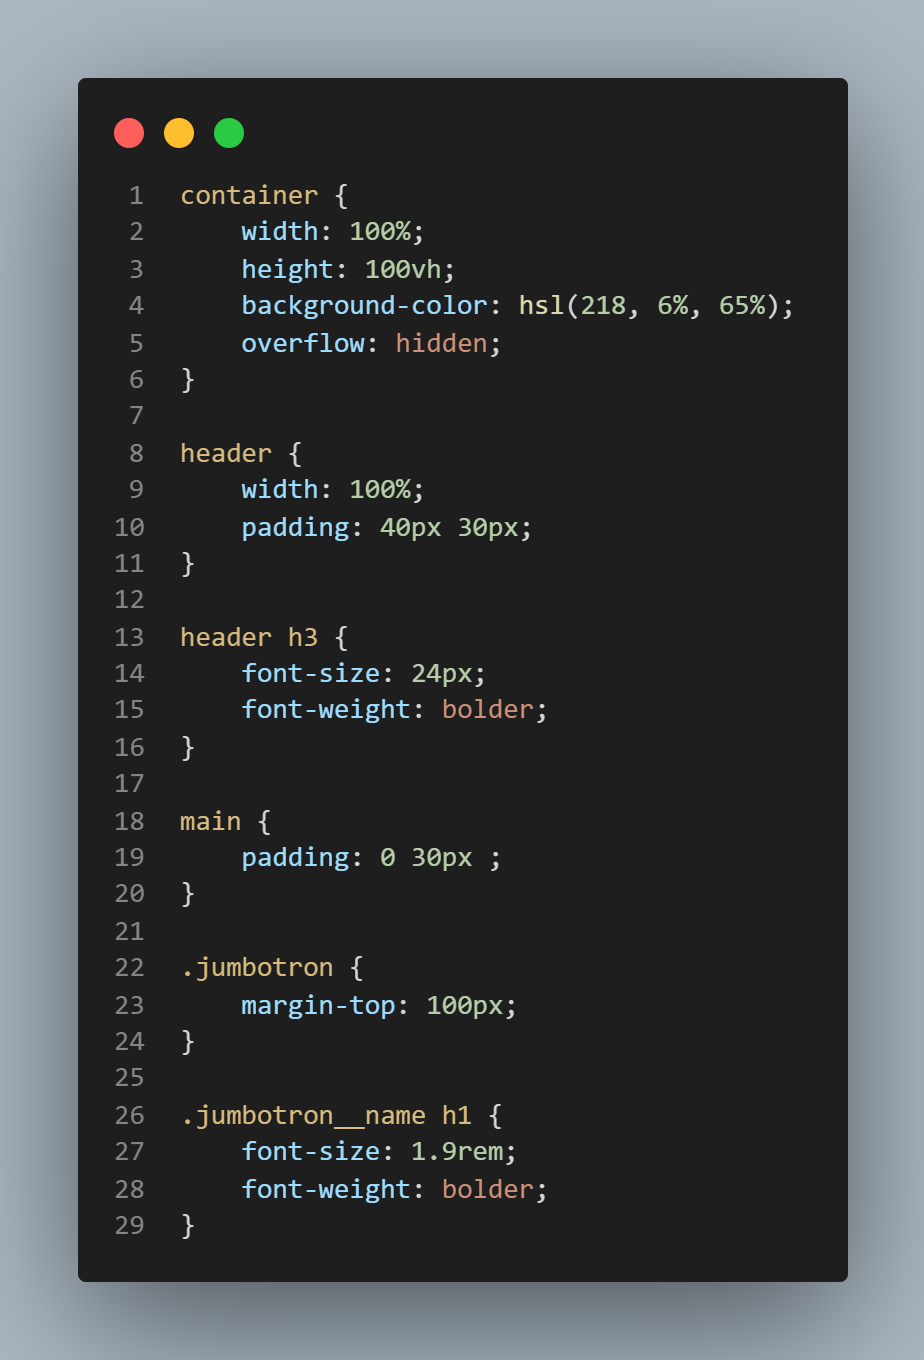 1 container {
2     width: 100%;
3     height: 100vh;
4     background-color: hsl(218, 6%, 65%);
5     overflow: hidden;
6 }
7
8 header {
9     width: 100%;
10     padding: 40px 30px;
11 }
12
13 header h3 {
14     font-size: 24px;
15     font-weight: bolder;
16 }
17
18 main {
19     padding: 0 30px ;
20 }
21
22 .jumbotron {
23     margin-top: 100px;
24 }
25
26 .jumbotron__name h1 {
27     font-size: 1.9rem;
28     font-weight: bolder;
29 }